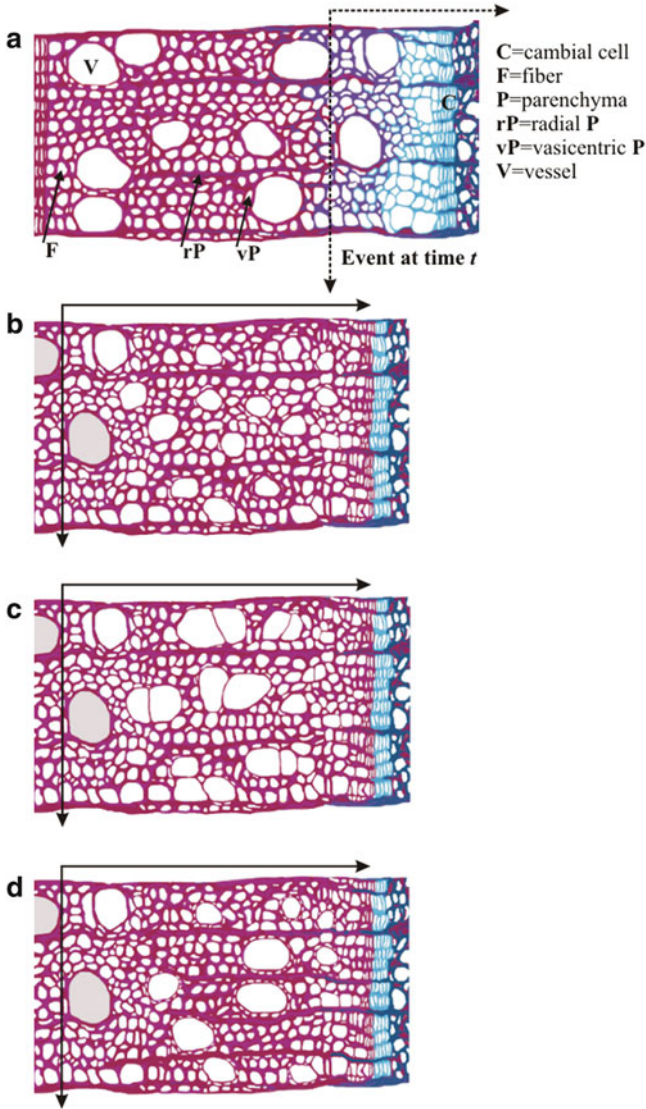 a
V
C
C=cambial cell
F=fiber
P=parenchyma
rP=radial P
vP=vasicentric P
V=vessel
F
rP
vP
Event at time t
b
c
d